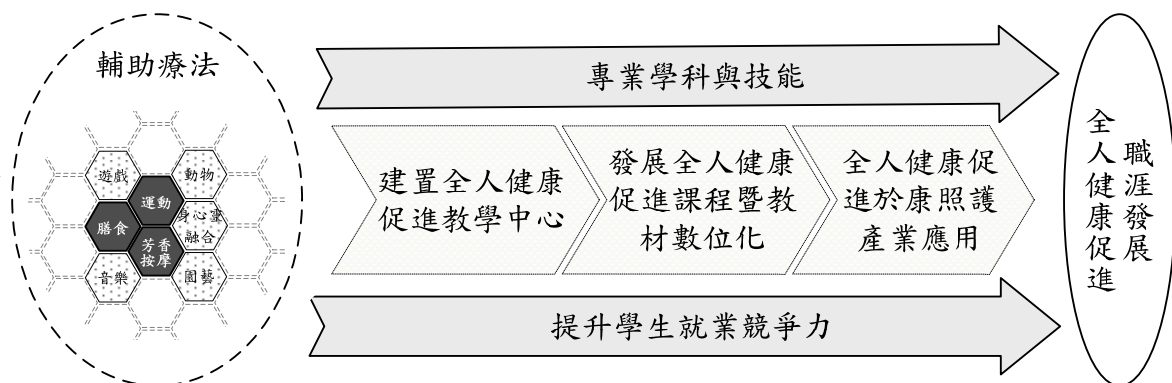 輔助療法
遊戲
動物
運動
身心靈
融合
膳食
芳香
按摩
音樂
園藝
專業學科與技能
建置全人健康
促進教學中心
發展全人健康
促進課程暨教
材數位化
全人健康促
進於康照護
產業應用
提升學生就業競爭力
職涯發展
全人健康促進